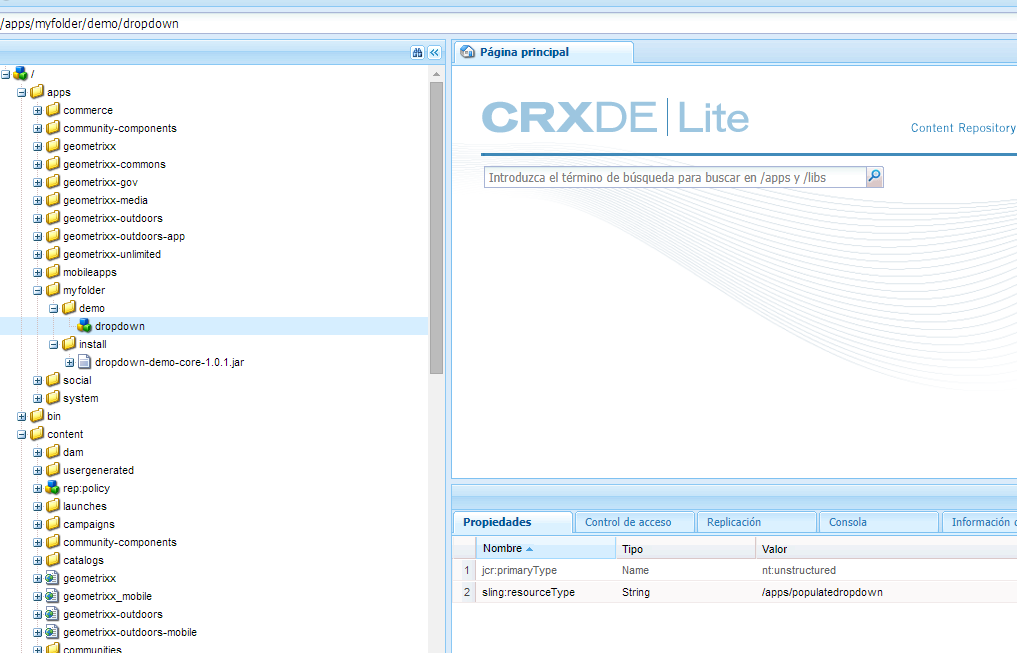 /apps/myfolder/demo/dropdown
/
apps
commerce
community-components
geometrixx
geometrixx-commons
geometrixx-gov
geometrixx-media
geometrixx-outdoors
geometrixx-outdoors-app
geometrixx-unlimited
mobileapps
myfolder
demo
dropdown
install
dropdown-demo-core-1.0.1.jar
social
system
bin
content
dam
usergenerated
rep:policy
launches
campaigns
community-components
catalogs
geometrixx
geometrixx_mobile
geometrixx-outdoors
geometrixx-outdoors-mobile
communities
Página principal
CRXDE Lite
Content Repository
Introduzca el término de búsqueda para buscar en /apps y /libs
Propiedades Control de acceso Replicación Consola Información
Nombre Tipo Valor
1 jcr:primaryType Name nt:unstructured
2 sling:resourceType String /apps/populatedropdown